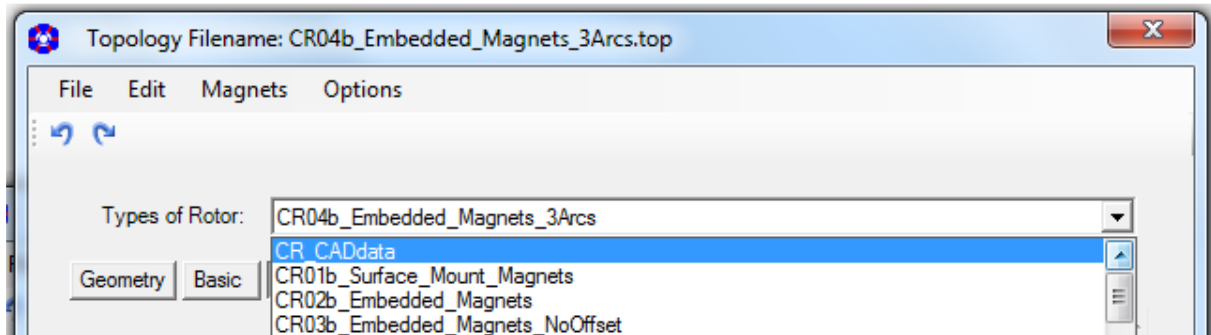 Topology Filename: CR04b_Embedded_Magnets_3Arcs.top
File Edit Magnets Options
Types of Rotor: CR04b_Embedded_Magnets_3Arcs
CR_CADdata
Geometry Basic CR01b_Surface_Mount_Magnets
CR02b_Embedded_Magnets
CR03b_Embedded_Magnets_NoOffset